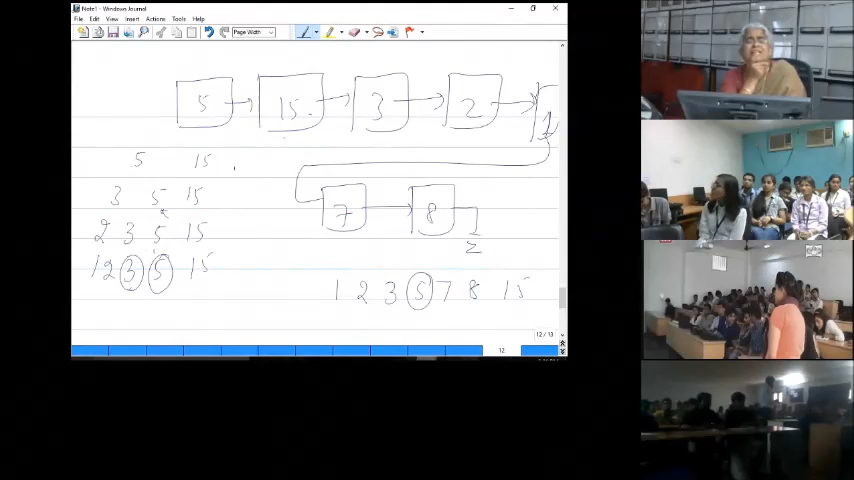 Note1 - Windows Journal
File Edit View Insert Actions Tools Help
Page Width
5 15 3 2 1
5 15
3 5 15
7 8
2 3 5 15
1 2 3 5 15
1 2 3 5 7 8 15
12 / 13
12